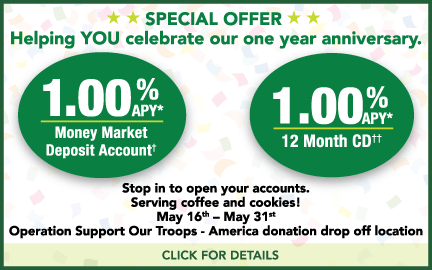 ★ ★ SPECIAL OFFER ★ ★
Helping YOU celebrate our one year anniversary.
1.00% APY*
Money Market
Deposit Account†
1.00% APY*
12 Month CD††
Stop in to open your accounts.
Serving coffee and cookies!
May 16th – May 31st
Operation Support Our Troops - America donation drop off location
CLICK FOR DETAILS